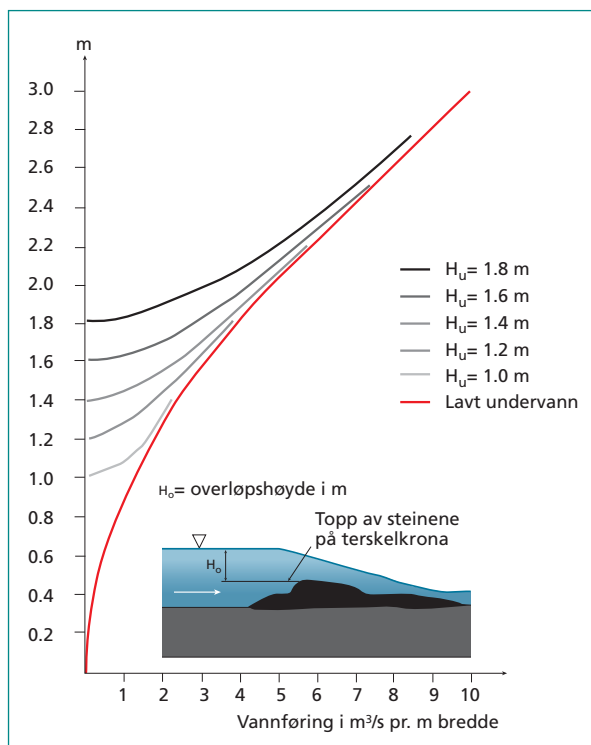 m
3.0
2.8
2.6
2.4
2.2
2.0
1.8
1.6
1.4
1.2
1.0
0.8
0.6
0.4
0.2
Hu= 1.8 m
Hu= 1.6 m
Hu= 1.4 m
Hu= 1.2 m
Hu= 1.0 m
Lavt undervann
Ho= overløpshøyde i m
Topp av steinene
på terskelkrona
Ho
1 2 3 4 5 6 7 8 9 10
Vannføring i m³/s pr. m bredde